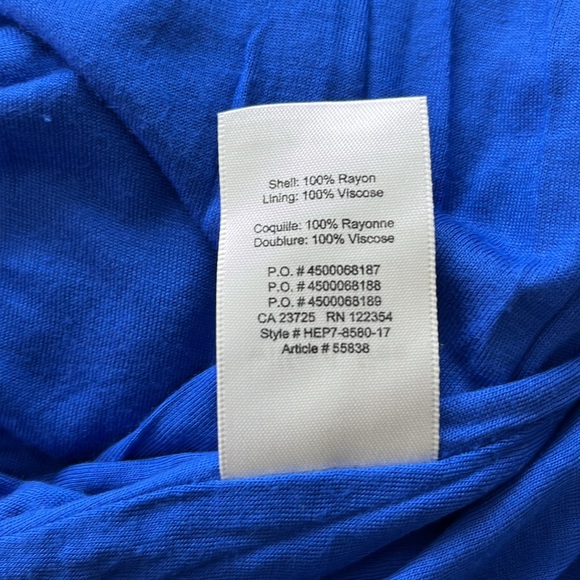 Shell: 100% Rayon
Lining: 100% Viscose
Coquille: 100% Rayonne
Doublure: 100% Viscose
P.O. # 4500068187
P.O. # 4500068188
P.O. # 4500068189
CA 23725 RN 122354
Style # HEP7-8580-17
Article # 55838